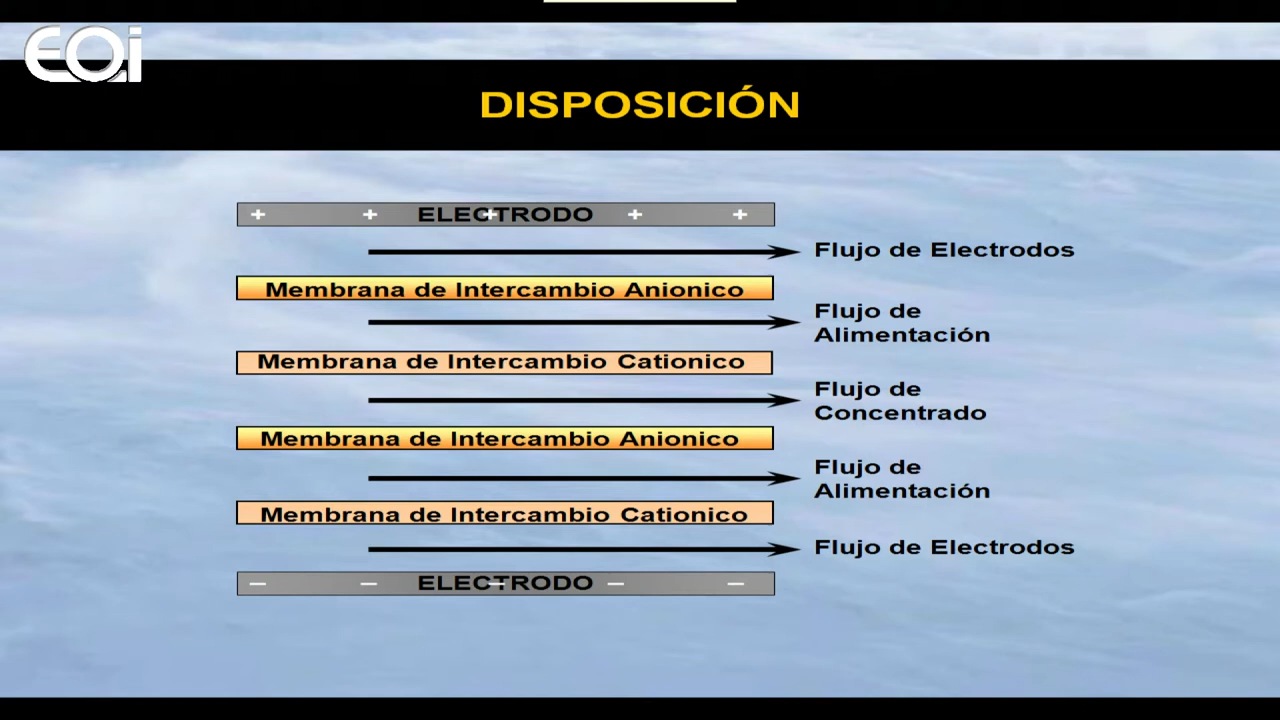 EOi
DISPOSICIÓN
+ + ELECTRODO + + +
Flujo de Electrodos
Membrana de Intercambio Anionico
Flujo de
Alimentación
Membrana de Intercambio Cationico
Flujo de
Concentrado
Membrana de Intercambio Anionico
Flujo de
Alimentación
Membrana de Intercambio Cationico
Flujo de Electrodos
– – ELECTRODO – – –